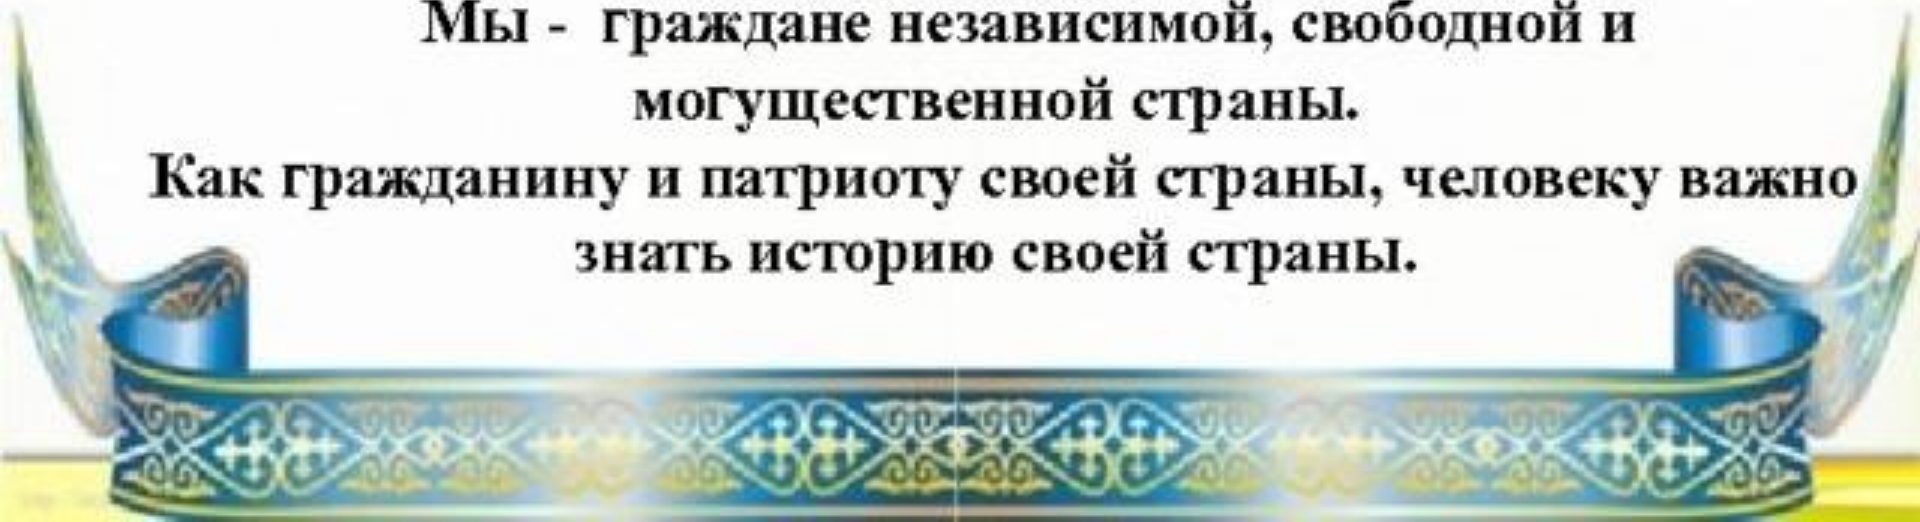 Мы - граждане независимой, свободной и
могущественной страны.
Как гражданину и патриоту своей страны, человеку важно
знать историю своей страны.